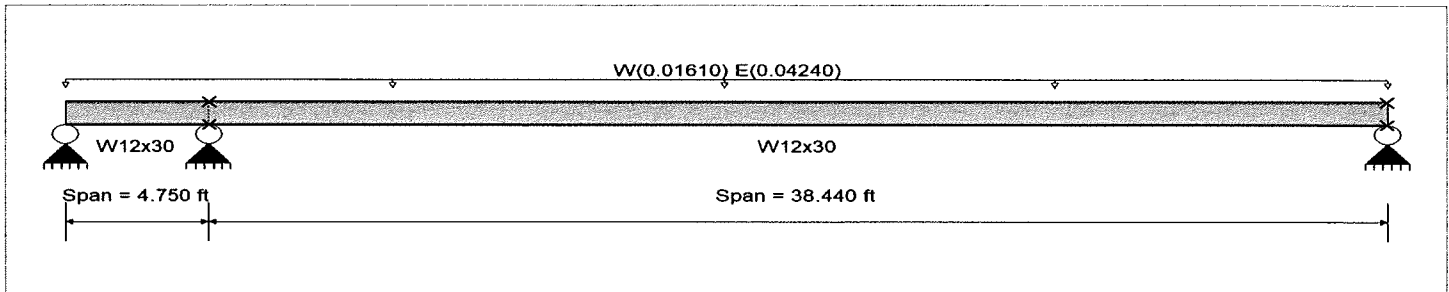 W(0.01610) E(0.04240)
W12x30 W12x30
Span = 4.750 ft Span = 38.440 ft